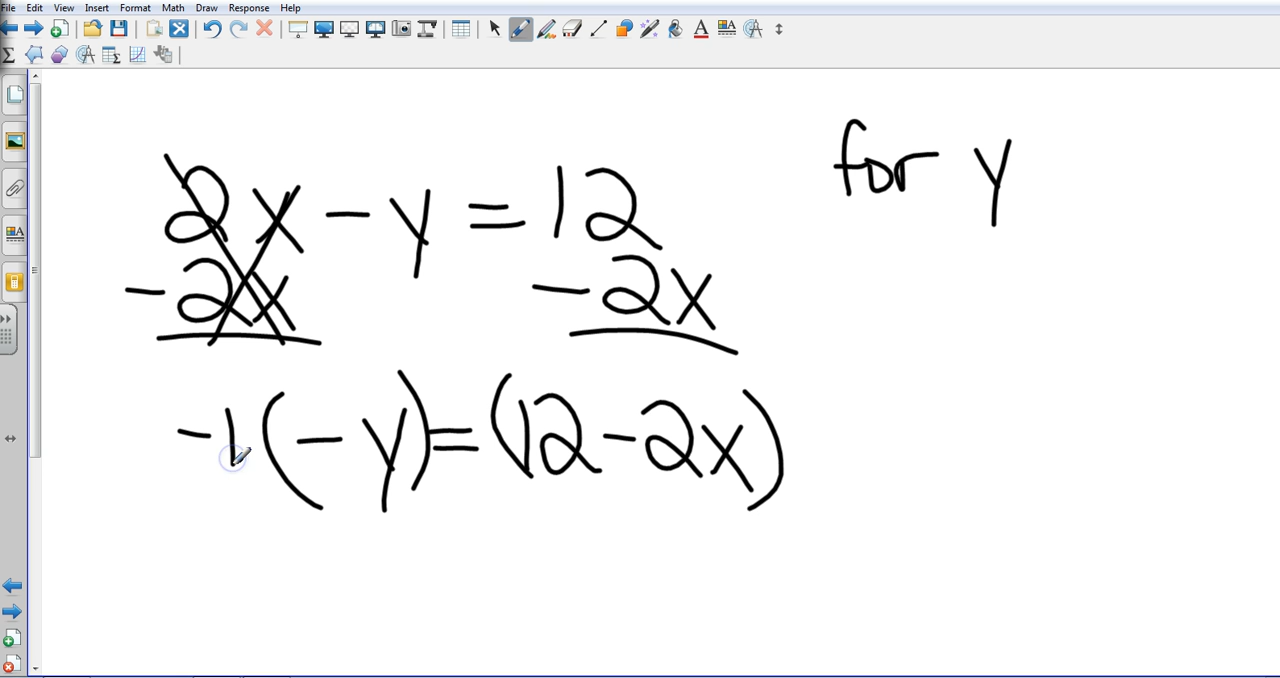 File Edit View Insert Format Math Draw Response Help
for y
2x - y = 12
-2x -2x
-1(-y) = (12 - 2x)